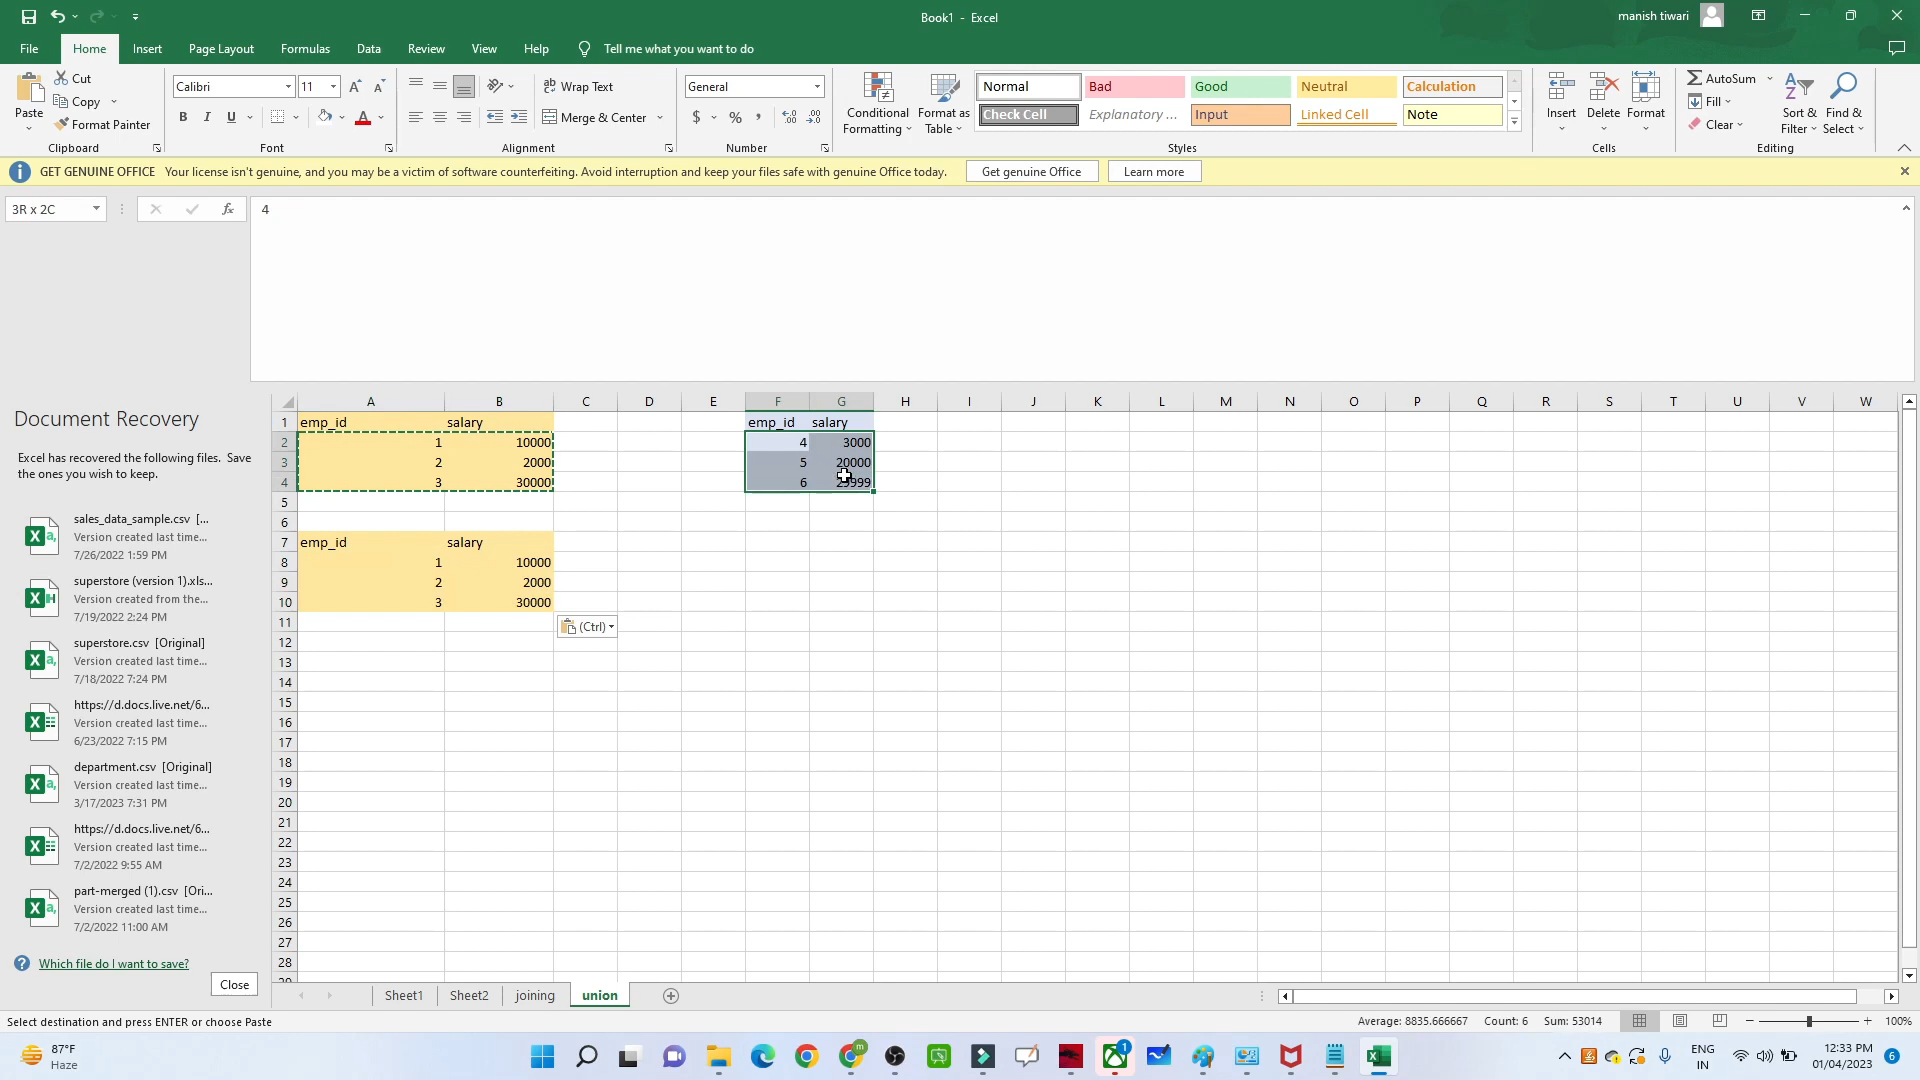 Book1 - Excel
manish tiwari
File Home Insert Page Layout Formulas Data Review View Help Tell me what you want to do
Paste
Cut
Copy
Format Painter
Clipboard
Calibri 11
B I U
Font
Wrap Text
Merge & Center
Alignment
General
$ % ,
Number
Conditional Formatting
Format as Table
Normal Bad Good Neutral Calculation
Check Cell Explanatory ... Input Linked Cell Note
Styles
Insert Delete Format
Cells
AutoSum
Fill
Clear
Sort & Filter
Find & Select
Editing
GET GENUINE OFFICE Your license isn't genuine, and you may be a victim of software counterfeiting. Avoid interruption and keep your files safe with genuine Office today. Get genuine Office Learn more
3R x 2C fx 4
Document Recovery
Excel has recovered the following files. Save
the ones you wish to keep.
sales_data_sample.csv [...
Version created last time...
7/26/2022 1:59 PM
superstore (version 1).xls...
Version created from the...
7/19/2022 2:24 PM
superstore.csv [Original]
Version created last time...
7/18/2022 7:24 PM
https://d.docs.live.net/6...
Version created last time...
6/23/2022 7:15 PM
department.csv [Original]
Version created last time...
3/17/2023 7:31 PM
https://d.docs.live.net/6...
Version created last time...
7/2/2022 9:55 AM
part-merged (1).csv [Ori...
Version created last time...
7/2/2022 11:00 AM
Which file do I want to save?
Close
A B C D E F G H I J K L M N O P Q R S T U V W
1 emp_id salary emp_id salary
2 1 10000 4 3000
3 2 2000 5 20000
4 3 30000 6
5
6
7 emp_id salary
8 1 10000
9 2 2000
10 3 30000
11 (Ctrl)
12
13
14
15
16
17
18
19
20
21
22
23
24
25
26
27
28
Sheet1 Sheet2 joining union
Select destination and press ENTER or choose Paste
Average: 8835.666667 Count: 6 Sum: 53014
100%
87°F
Haze
m
1
ENG
IN
12:33 PM
01/04/2023
6